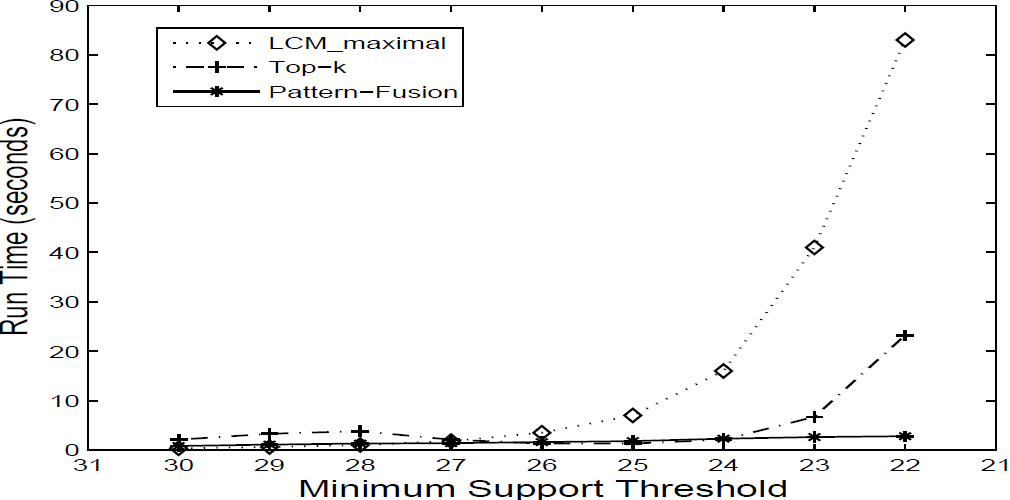 90
80
70
60
50
40
30
20
10
0
Run Time (seconds)
LCM_maximal
Top-k
Pattern-Fusion
31 30 29 28 27 26 25 24 23 22 21
Minimum Support Threshold